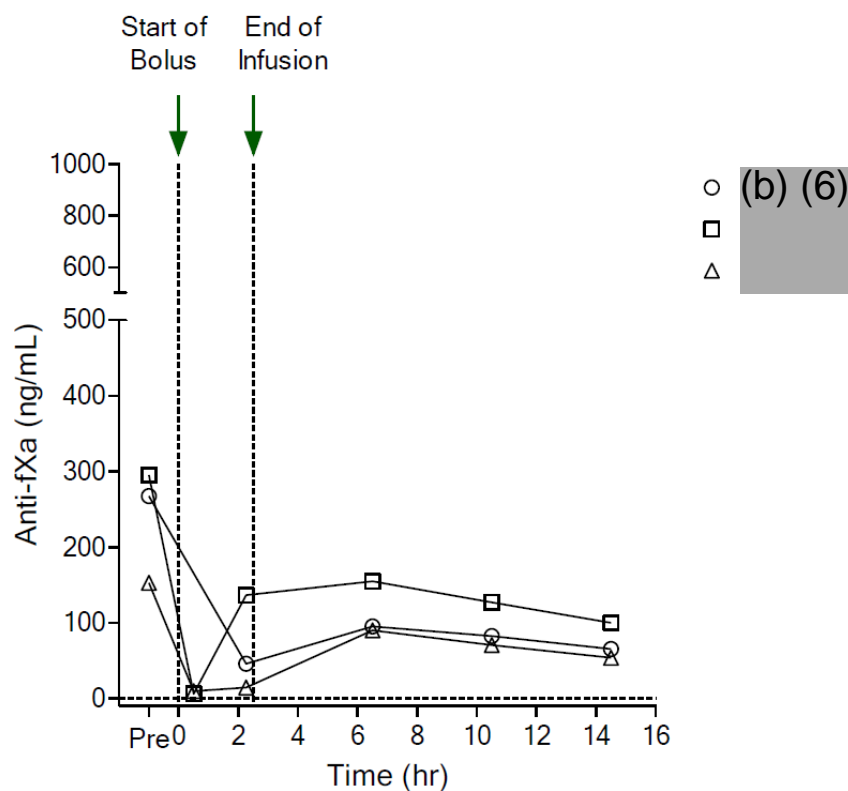 Start of Bolus
End of Infusion
1000
800
600
500
400
300
200
100
0
Anti-fXa (ng/mL)
Pre 0 2 4 6 8 10 12 14 16
Time (hr)
(b) (6)